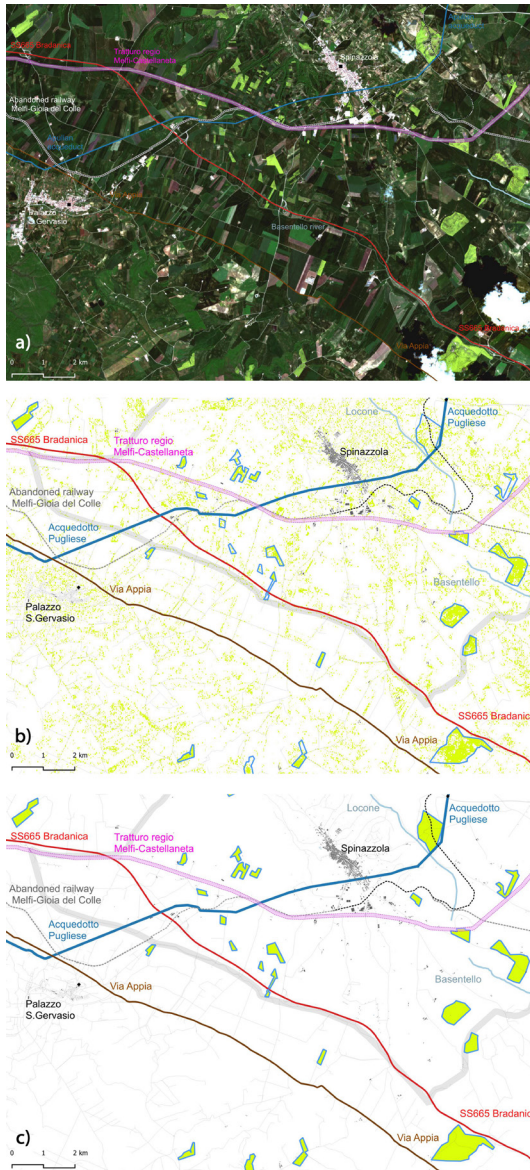 SS665 Bradanica
Tratturo regio
Melfi-Castellaneta
Spinazzola
Abandoned railway
Melfi-Gioia del Colle
Palazzo
S.Gervasio
Basentello river
SS665 Bradanica
Via Appia
a)
0 1 2 km
Locone
Acquedotto
Pugliese
SS665 Bradanica
Tratturo regio
Melfi-Castellaneta
Spinazzola
Abandoned railway
Melfi-Gioia del Colle
Acquedotto
Pugliese
Via Appia
Basentello
Palazzo
S.Gervasio
SS665 Bradanica
Via Appia
b)
0 1 2 km
Locone
Acquedotto
Pugliese
SS665 Bradanica
Tratturo regio
Melfi-Castellaneta
Spinazzola
Abandoned railway
Melfi-Gioia del Colle
Acquedotto
Pugliese
Via Appia
Basentello
Palazzo
S.Gervasio
SS665 Bradanica
Via Appia
c)
0 1 2 km